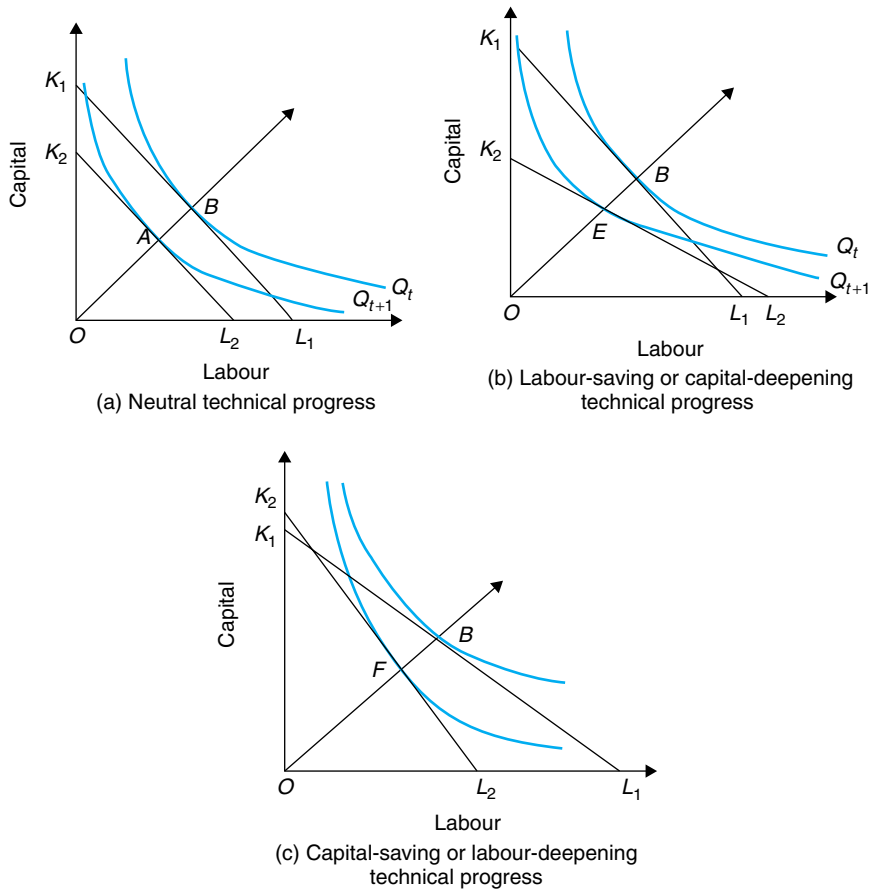 K1
K2
Capital
A
B
Qt
Qt+1
O
L2
L1
Labour
(a) Neutral technical progress
K1
K2
Capital
B
E
Qt
Qt+1
O
L1
L2
Labour
(b) Labour-saving or capital-deepening
technical progress
K2
K1
Capital
B
F
O
L2
L1
Labour
(c) Capital-saving or labour-deepening
technical progress